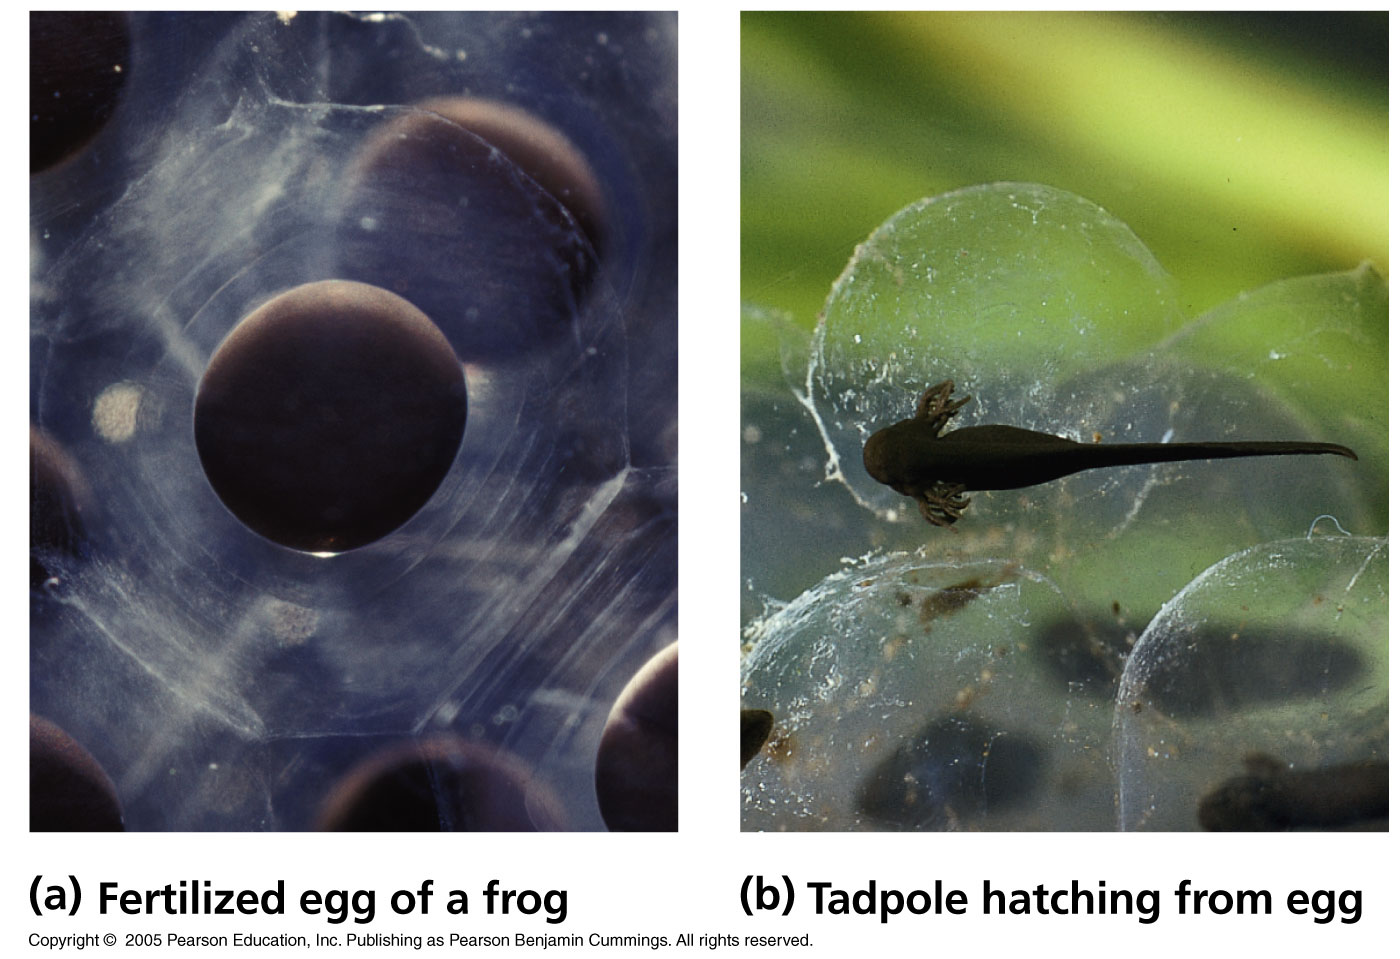 (a) Fertilized egg of a frog
(b) Tadpole hatching from egg
Copyright © 2005 Pearson Education, Inc. Publishing as Pearson Benjamin Cummings. All rights reserved.